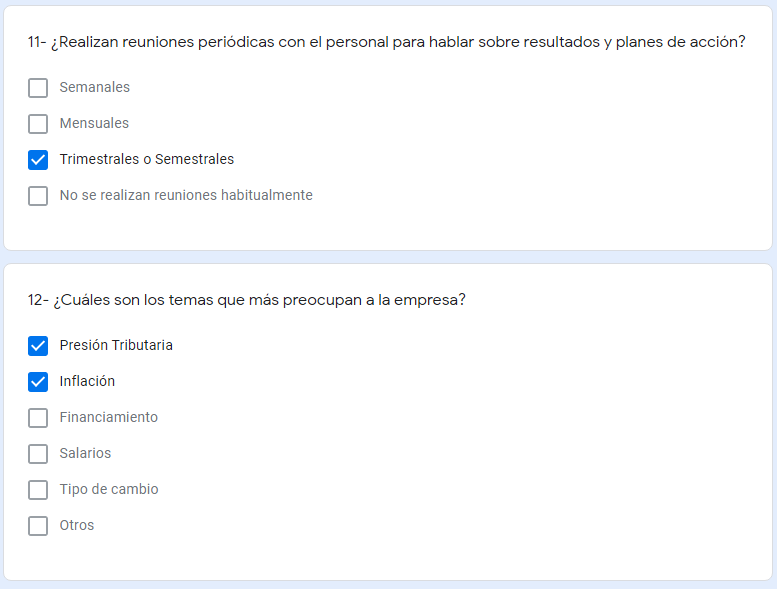 11- ¿Realizan reuniones periódicas con el personal para hablar sobre resultados y planes de acción?
Semanales
Mensuales
Trimestrales o Semestrales
No se realizan reuniones habitualmente
12- ¿Cuáles son los temas que más preocupan a la empresa?
Presión Tributaria
Inflación
Financiamiento
Salarios
Tipo de cambio
Otros